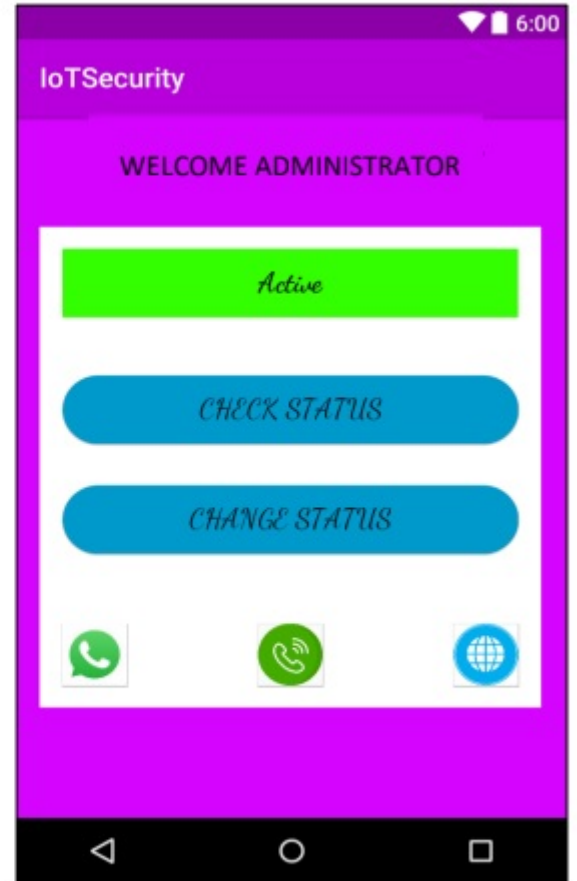 6:00
IoTSecurity
WELCOME ADMINISTRATOR
Active
CHECK STATUS
CHANGE STATUS